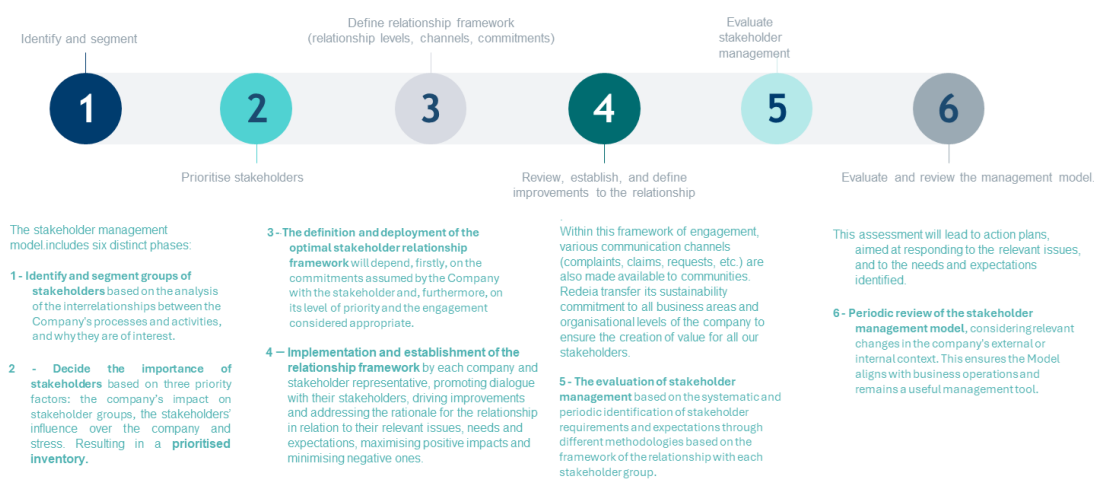 Identify and segment
Define relationship framework
(relationship levels, channels, commitments)
Evaluate
stakeholder
management
1
2
3
4
5
6
Prioritise stakeholders
Review, establish, and define
improvements to the relationship
Evaluate and review the management model.
The stakeholder management
model.includes six distinct phases:
1 - Identify and segment groups of
stakeholders based on the analysis
of the interrelationships between the
Company's processes and activities,
and why they are of interest.
2 - Decide the importance of
stakeholders based on three priority
factors: the company's impact on
stakeholder groups, the stakeholders'
influence over the company and
stress. Resulting in a prioritised
inventory.
3 - The definition and deployment of the
optimal stakeholder relationship
framework will depend, firstly, on the
commitments assumed by the Company
with the stakeholder and, furthermore, on
its level of priority and the engagement
considered appropriate.
4 – Implementation and establishment of the
relationship framework by each company and
stakeholder representative, promoting dialogue
with their stakeholders, driving improvements
and addressing the rationale for the relationship
in relation to their relevant issues, needs and
expectations, maximising positive impacts and
minimising negative ones.
Within this framework of engagement,
various communication channels
(complaints, claims, requests, etc.) are
also made available to communities.
Redeia transfer its sustainability
commitment to all business areas and
organisational levels of the company to
ensure the creation of value for all our
stakeholders.
5 - The evaluation of stakeholder
management based on the systematic and
periodic identification of stakeholder
requirements and expectations through
different methodologies based on the
framework of the relationship with each
stakeholder group.
This assessment will lead to action plans,
aimed at responding to the relevant issues,
and to the needs and expectations
identified.
6 - Periodic review of the stakeholder
management model, considering relevant
changes in the company's external or
internal context. This ensures the Model
aligns with business operations and
remains a useful management tool.